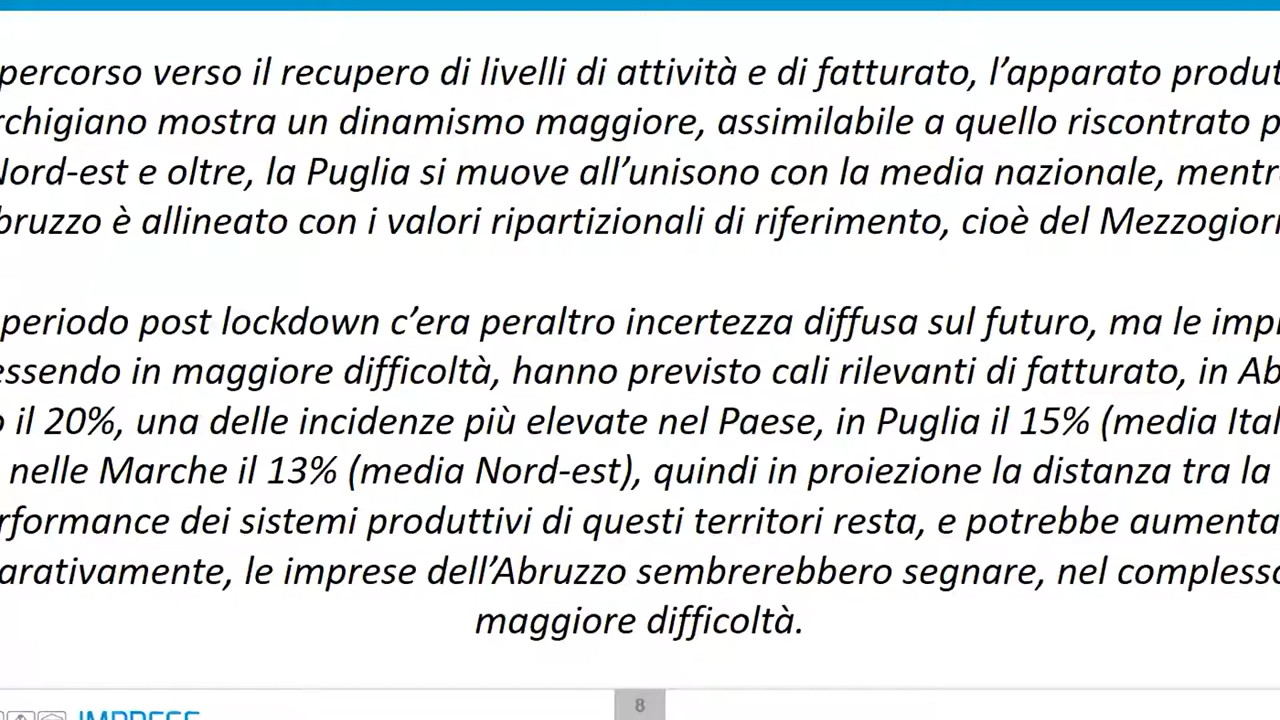 percorso verso il recupero di livelli di attività e di fatturato, l’apparato produt
rchigiano mostra un dinamismo maggiore, assimilabile a quello riscontrato p
Nord-est e oltre, la Puglia si muove all’unisono con la media nazionale, mentr
bruzzo è allineato con i valori ripartizionali di riferimento, cioè del Mezzogior
periodo post lockdown c’era peraltro incertezza diffusa sul futuro, ma le imp
essendo in maggiore difficoltà, hanno previsto cali rilevanti di fatturato, in Ab
o il 20%, una delle incidenze più elevate nel Paese, in Puglia il 15% (media Ital
nelle Marche il 13% (media Nord-est), quindi in proiezione la distanza tra la
rformance dei sistemi produttivi di questi territori resta, e potrebbe aumenta
arativamente, le imprese dell’Abruzzo sembrerebbero segnare, nel complesso
maggiore difficoltà.
8
IMPRESE